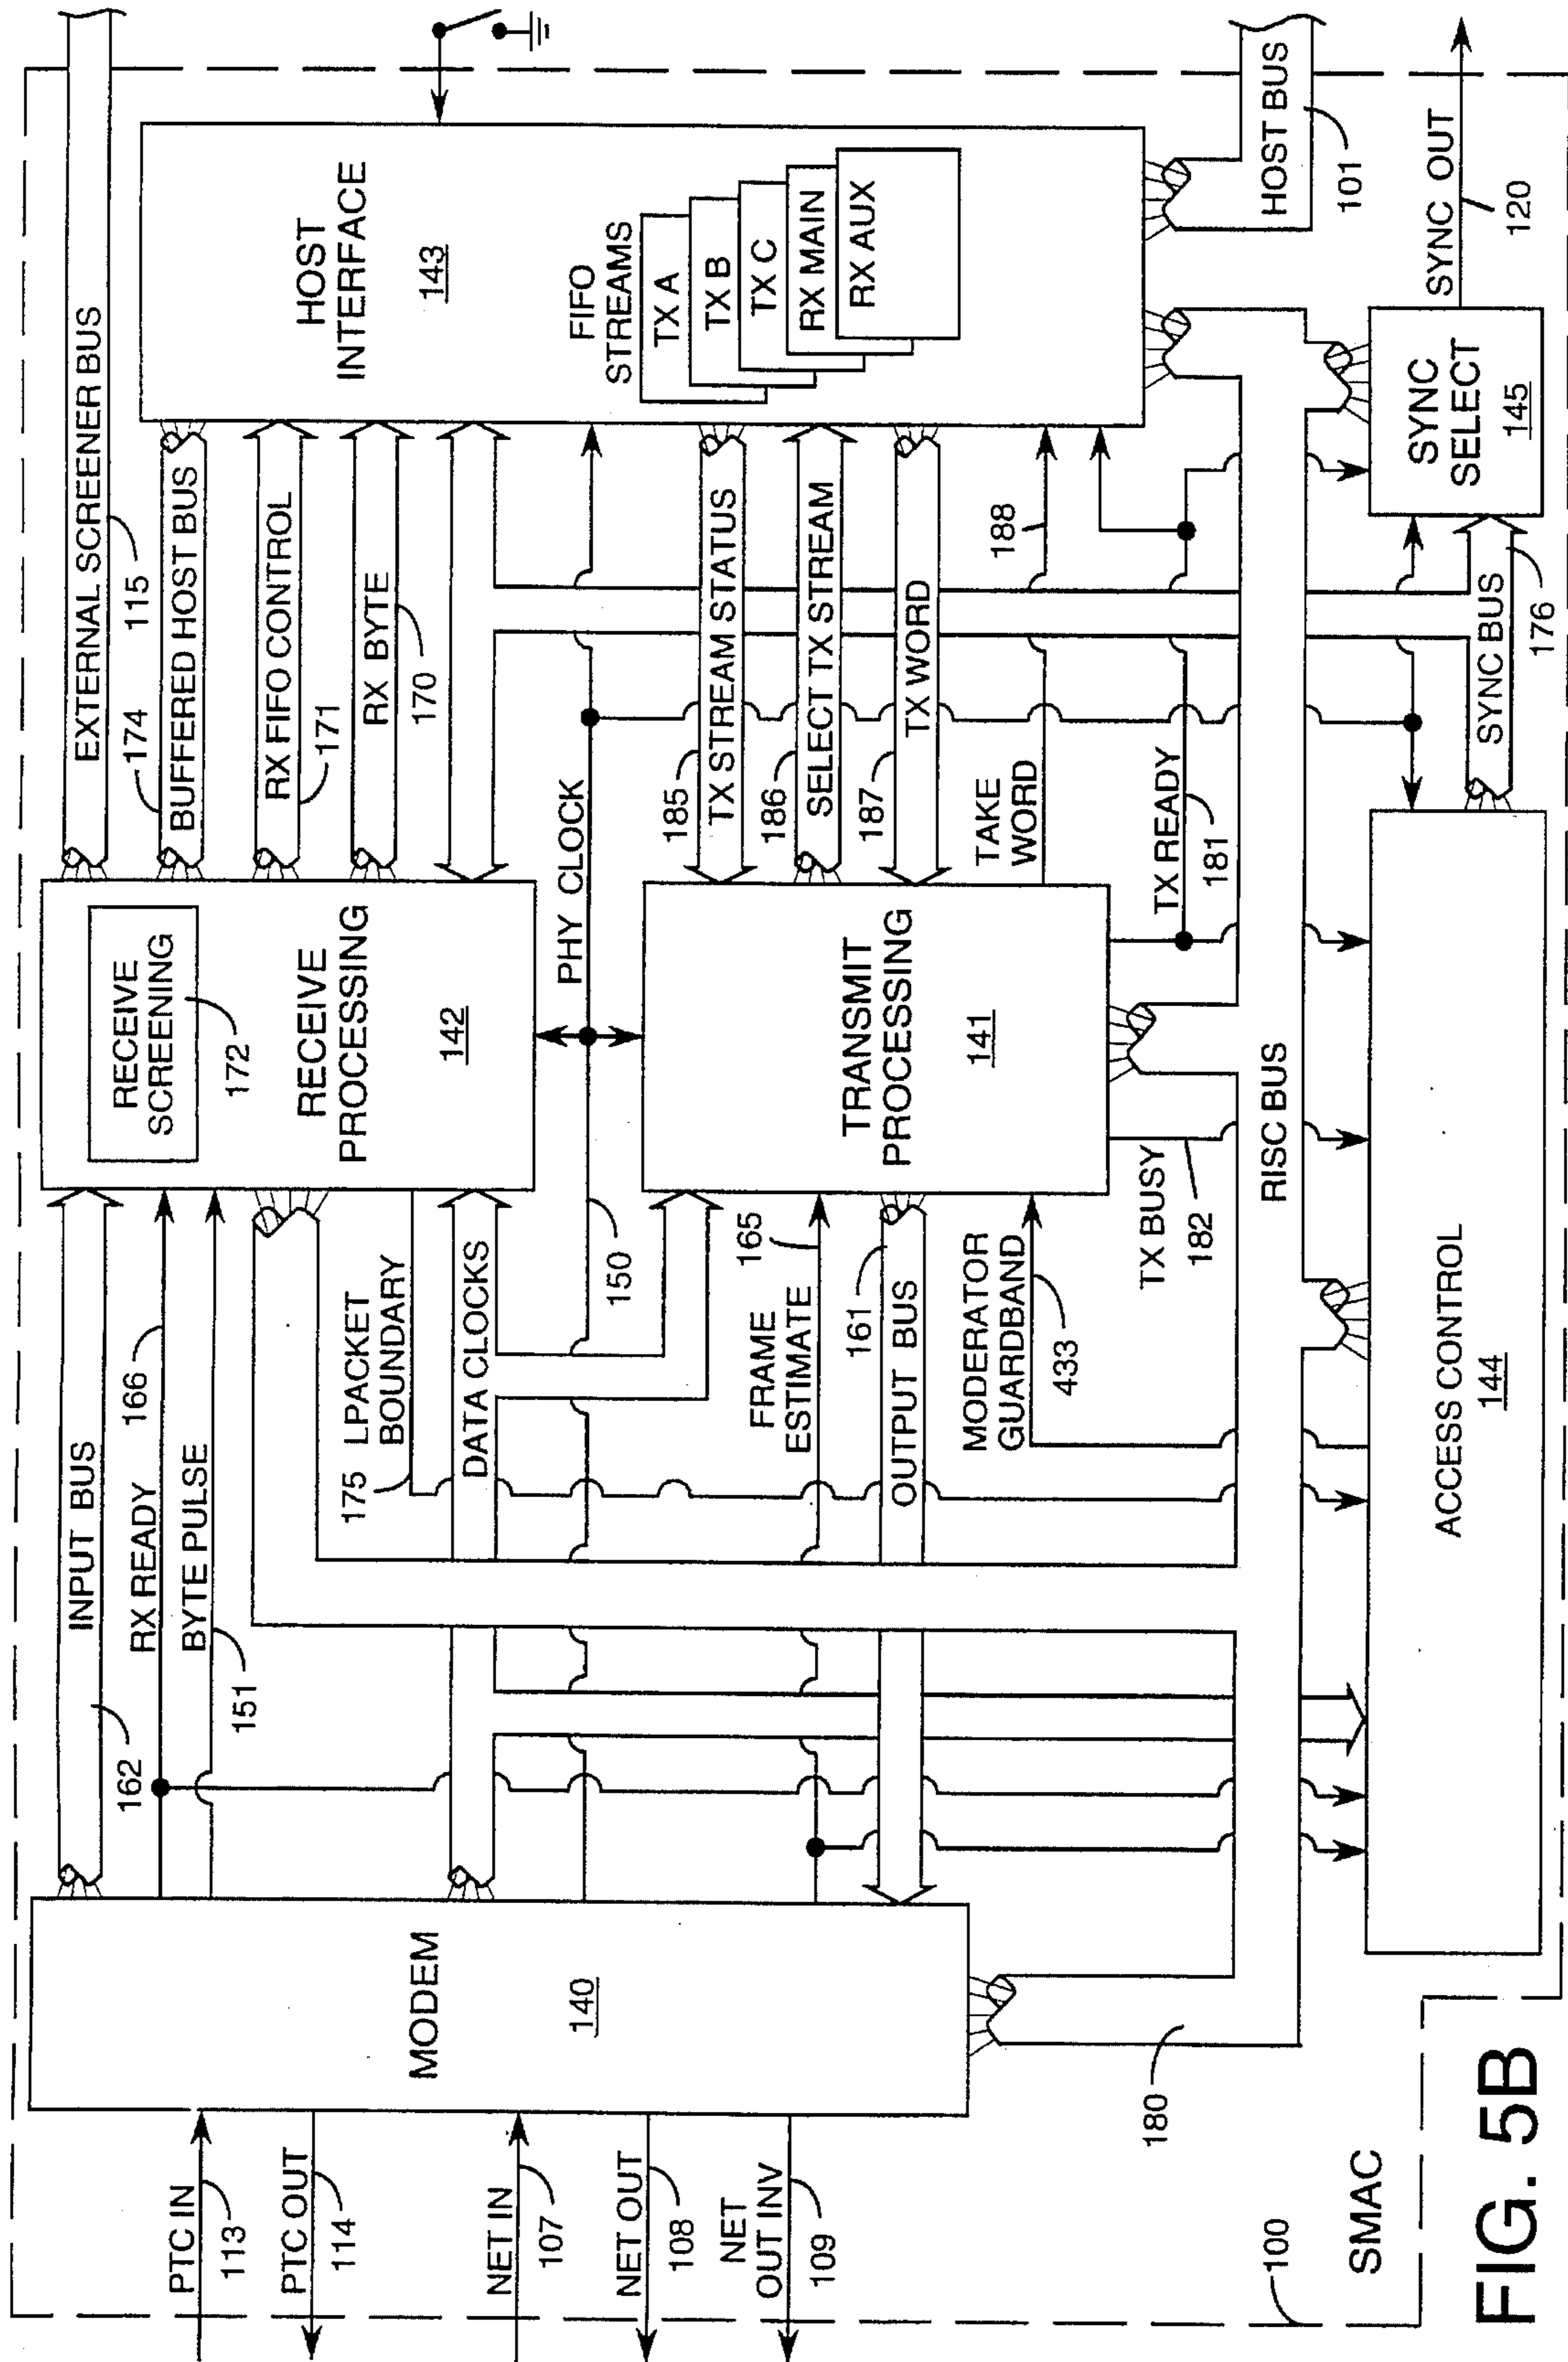 EXTERNAL SCREENER BUS
115
174
BUFFERED HOST BUS
RX FIFO CONTROL
171
RX BYTE
170
HOST
INTERFACE
143
FIFO
STREAMS
TX A
TX B
TX C
RX MAIN
RX AUX
INPUT BUS
162
RX READY
166
BYTE PULSE
151
RECEIVE
SCREENING
172
RECEIVE
PROCESSING
142
175
LPACKET
BOUNDARY
DATA CLOCKS
PHY CLOCK
150
185
TX STREAM STATUS
186
SELECT TX STREAM
187
TX WORD
TAKE
WORD
188
TX READY
181
FRAME
ESTIMATE
165
161
OUTPUT BUS
MODERATOR
GUARDBAND
433
TRANSMIT
PROCESSING
141
TX BUSY
182
MODEM
140
PTC IN
113
PTC OUT
114
NET IN
107
NET OUT
108
NET
OUT INV
109
180
RISC BUS
HOST BUS
101
ACCESS CONTROL
144
SYNC BUS
176
SYNC
SELECT
145
SYNC OUT
120
100
SMAC
FIG. 5B